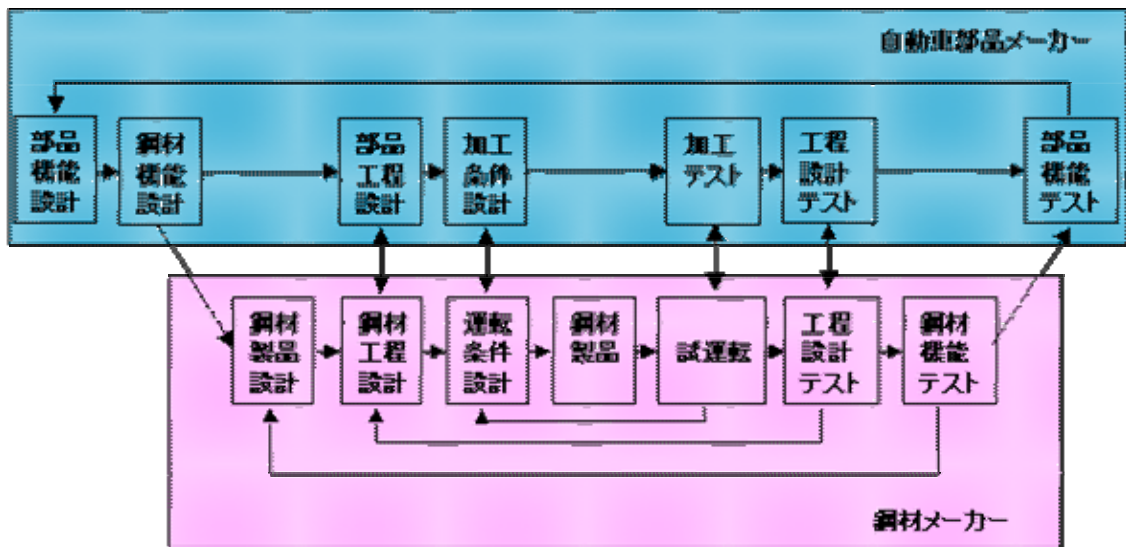 自動車部品メーカー
部品
機能
設計
鋼材
機能
設計
部品
工程
設計
加工
条件
設計
加工
テスト
工程
設計
テスト
部品
機能
テスト
鋼材
製品
設計
鋼材
工程
設計
運転
条件
設計
鋼材
製品
試運転
工程
設計
テスト
鋼材
機能
テスト
鋼材メーカー